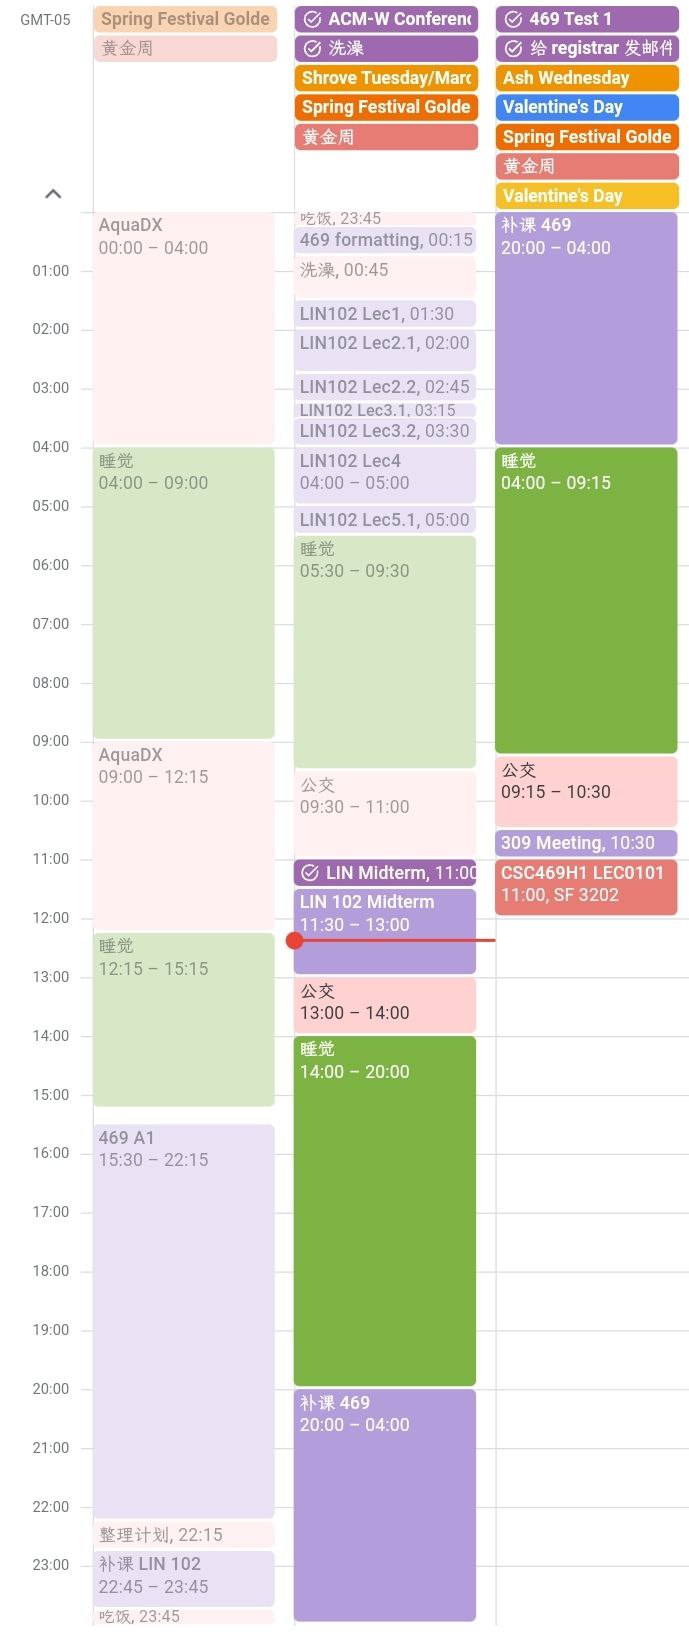 GMT-05
Spring Festival Golde
黄金周
ACM-W Conferenc
洗澡
Shrove Tuesday/Marc
Spring Festival Golde
黄金周
469 Test 1
给 registrar 发邮件
Ash Wednesday
Valentine's Day
Spring Festival Golde
黄金周
Valentine's Day
01:00
02:00
03:00
04:00
05:00
06:00
07:00
08:00
09:00
10:00
11:00
12:00
13:00
14:00
15:00
16:00
17:00
18:00
19:00
20:00
21:00
22:00
23:00
AquaDX
00:00 – 04:00
睡觉
04:00 – 09:00
AquaDX
09:00 – 12:15
睡觉
12:15 – 15:15
469 A1
15:30 – 22:15
整理计划, 22:15
补课 LIN 102
22:45 – 23:45
吃饭, 23:45
吃饭, 23:45
469 formatting, 00:15
洗澡, 00:45
LIN102 Lec1, 01:30
LIN102 Lec2.1, 02:00
LIN102 Lec2.2, 02:45
LIN102 Lec3.1, 03:15
LIN102 Lec3.2, 03:30
LIN102 Lec4
04:00 – 05:00
LIN102 Lec5.1, 05:00
睡觉
05:30 – 09:30
公交
09:30 – 11:00
LIN Midterm, 11:00
LIN 102 Midterm
11:30 – 13:00
公交
13:00 – 14:00
睡觉
14:00 – 20:00
补课 469
20:00 – 04:00
补课 469
20:00 – 04:00
睡觉
04:00 – 09:15
公交
09:15 – 10:30
309 Meeting, 10:30
CSC469H1 LEC0101
11:00, SF 3202